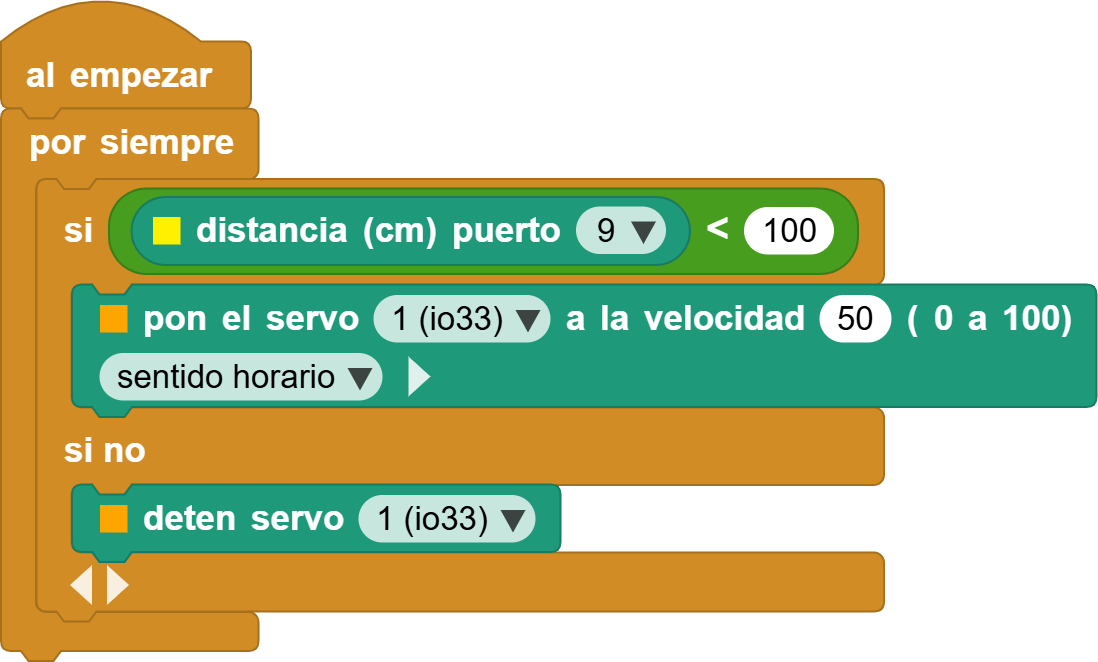 al empezar
por siempre
si distancia (cm) puerto 9 < 100
pon el servo 1 (io33) a la velocidad 50 ( 0 a 100)
sentido horario
si no
deten servo 1 (io33)